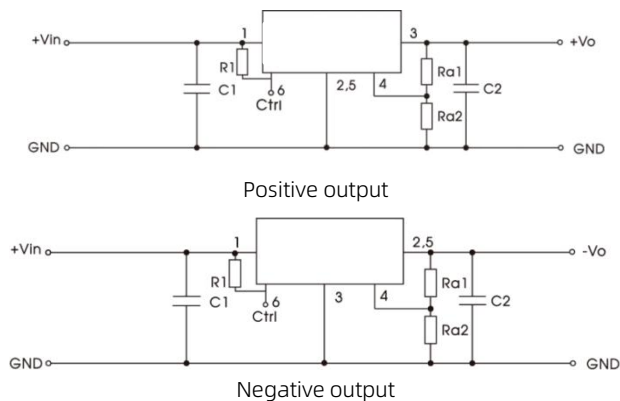 +Vin 1 3 +Vo
R1 Ra1
C1 6 2,5 4 C2
Ctrl Ra2
GND GND
Positive output
+Vin 1 2,5 -Vo
R1 Ra1
C1 6 3 4 C2
Ctrl Ra2
GND GND
Negative output